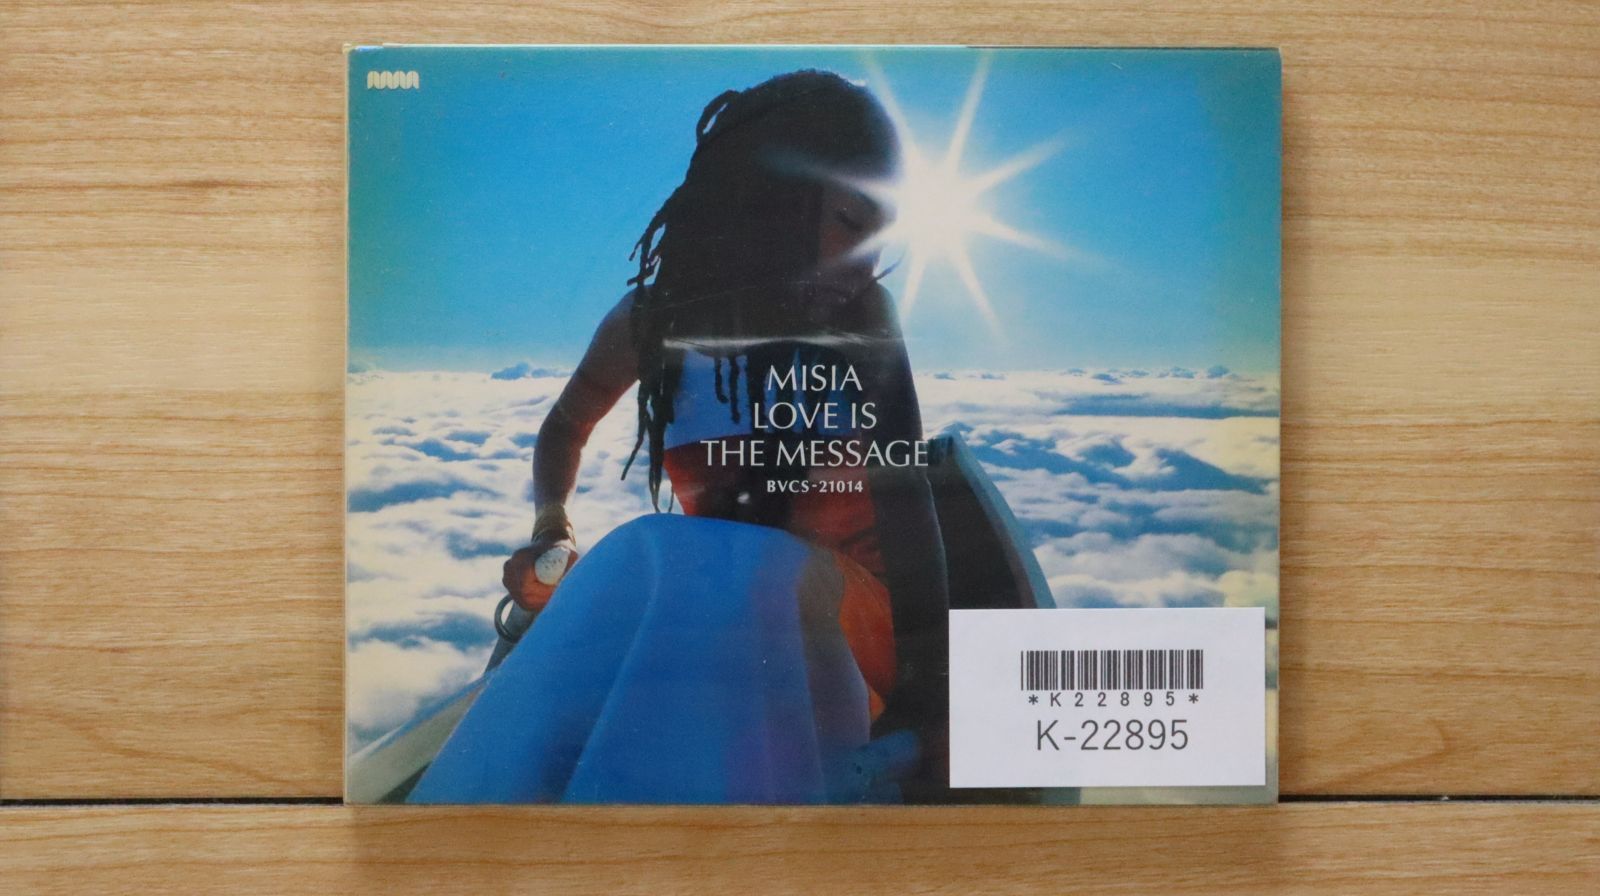 MISIA
LOVE IS
THE MESSAGE
BVCS-21014
*K22895*
K-22895